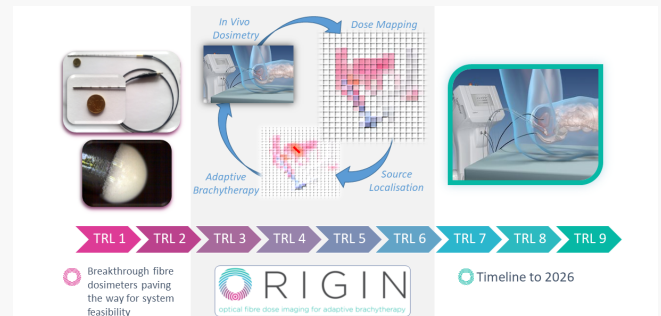 In Vivo
Dosimetry
Dose Mapping
Adaptive
Brachytherapy
Source
Localisation
TRL 1
TRL 2
TRL 3
TRL 4
TRL 5
TRL 6
TRL 7
TRL 8
TRL 9
Breakthrough fibre
dosimeters paving
the way for system
feasibility
ORIGIN
optical fibre dose imaging for adaptive brachytherapy
Timeline to 2026